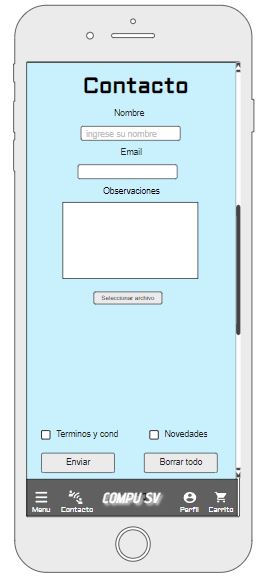 Contacto
Nombre
ingrese su nombre
Email
Observaciones
Seleccionar archivo
Terminos y cond
Novedades
Enviar
Borrar todo
Menu
Contacto
COMPU SV
Perfil
Carrito